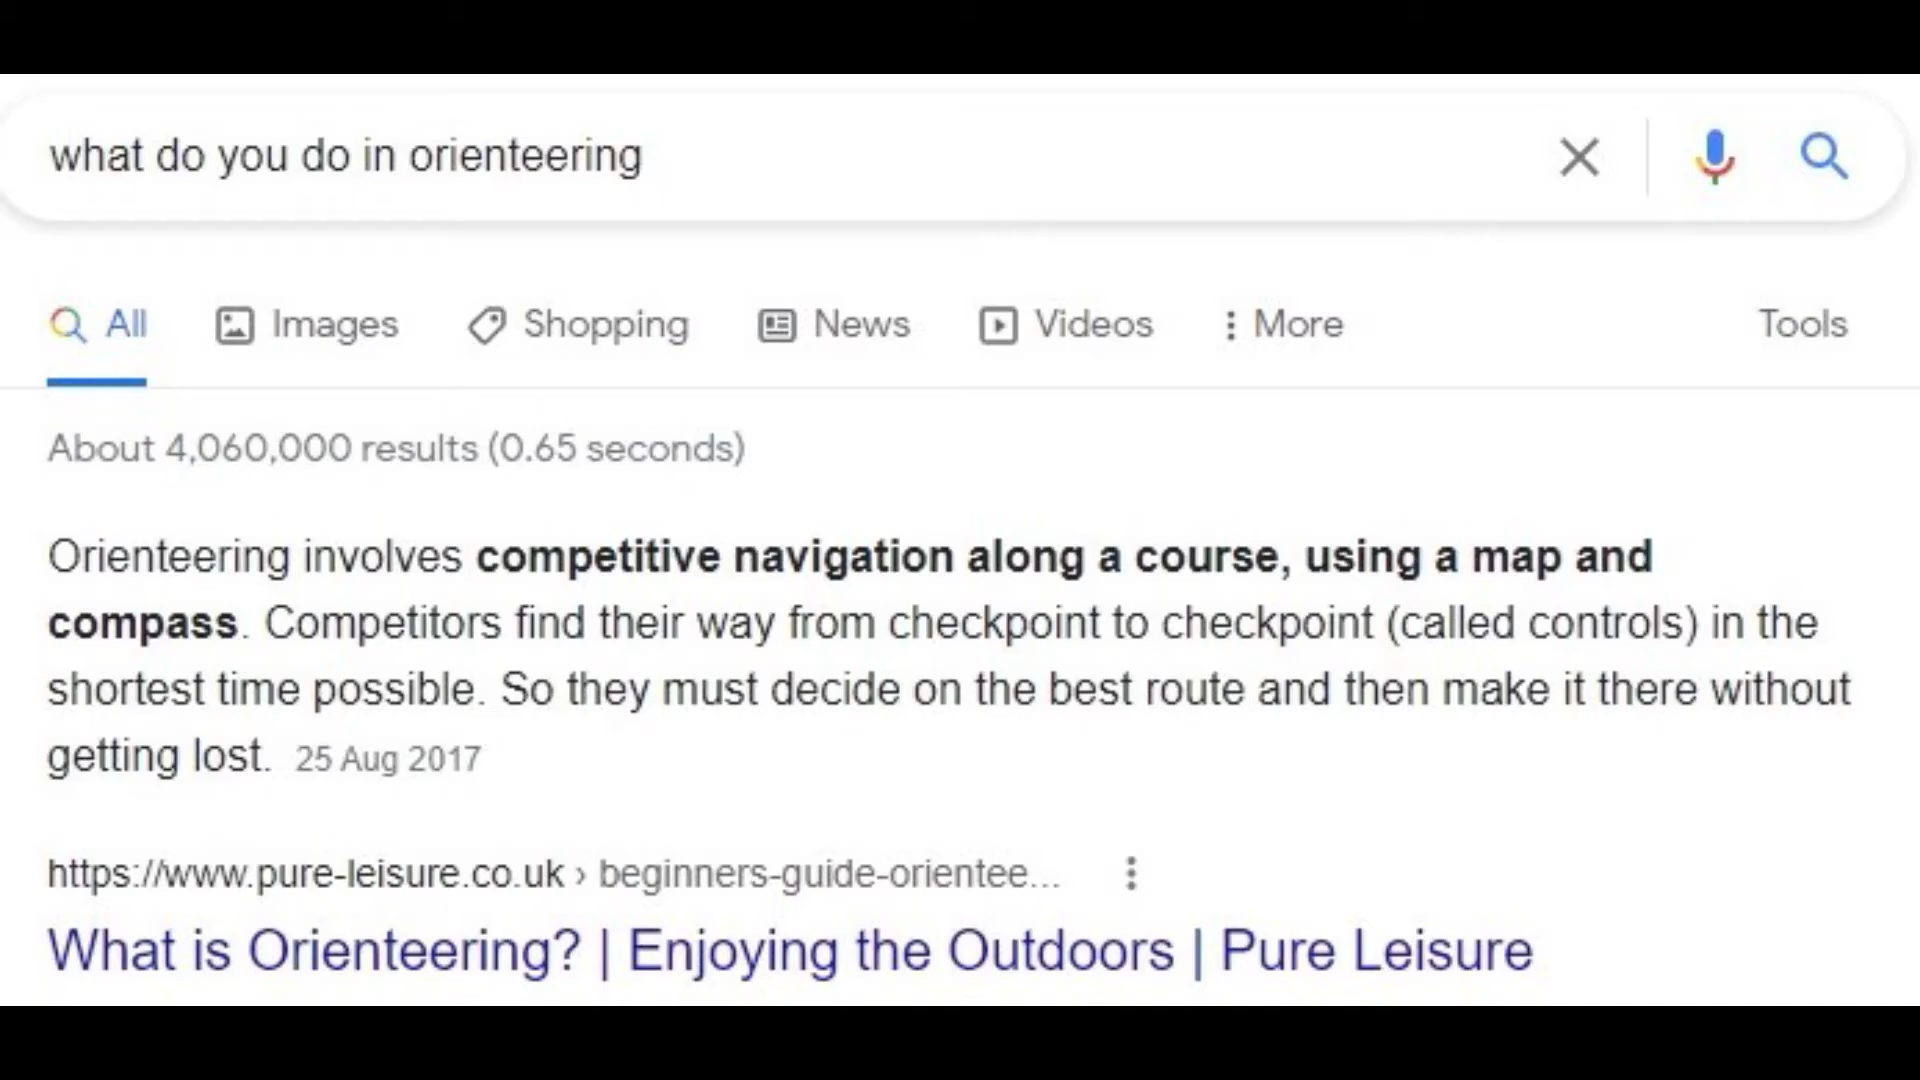 what do you do in orienteering
All Images Shopping News Videos More Tools
About 4,060,000 results (0.65 seconds)
Orienteering involves competitive navigation along a course, using a map and
compass. Competitors find their way from checkpoint to checkpoint (called controls) in the
shortest time possible. So they must decide on the best route and then make it there without
getting lost. 25 Aug 2017
https://www.pure-leisure.co.uk › beginners-guide-orientee...
What is Orienteering? | Enjoying the Outdoors | Pure Leisure